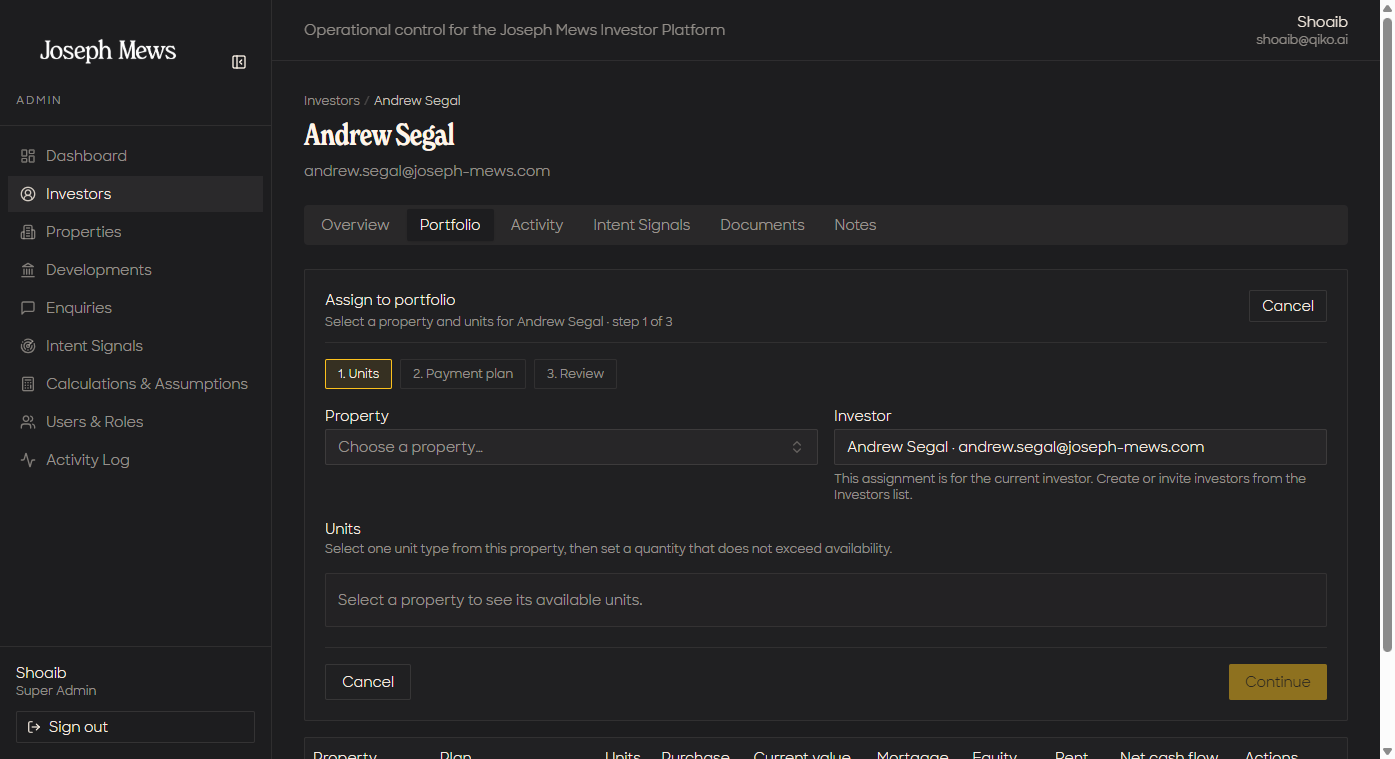 Joseph Mews
ADMIN
Dashboard
Investors
Properties
Developments
Enquiries
Intent Signals
Calculations & Assumptions
Users & Roles
Activity Log
Shoaib
Super Admin
Sign out
Operational control for the Joseph Mews Investor Platform
Shoaib
shoaib@qiko.ai
Investors / Andrew Segal
Andrew Segal
andrew.segal@joseph-mews.com
Overview Portfolio Activity Intent Signals Documents Notes
Assign to portfolio
Select a property and units for Andrew Segal · step 1 of 3
Cancel
1. Units 2. Payment plan 3. Review
Property
Choose a property...
Investor
Andrew Segal · andrew.segal@joseph-mews.com
This assignment is for the current investor. Create or invite investors from the
Investors list.
Units
Select one unit type from this property, then set a quantity that does not exceed availability.
Select a property to see its available units.
Cancel Continue
Property Plan Units Purchase Current value Mortgage Equity Rent Net cash flow Actions